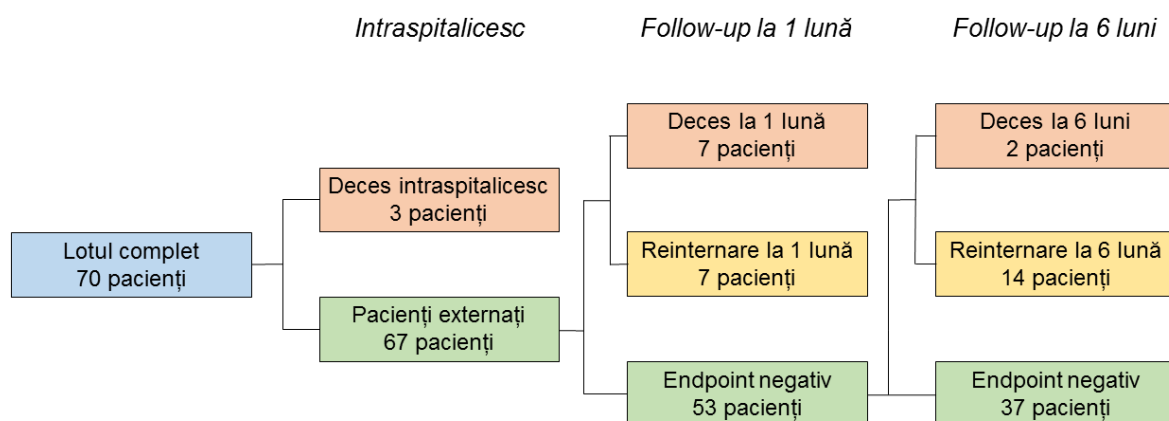 Intraspitalicesc
Follow-up la 1 lună
Follow-up la 6 luni
Lotul complet
70 pacienți
Deces intraspitalicesc
3 pacienți
Pacienți externați
67 pacienți
Deces la 1 lună
7 pacienți
Reinternare la 1 lună
7 pacienți
Endpoint negativ
53 pacienți
Deces la 6 luni
2 pacienți
Reinternare la 6 lună
14 pacienți
Endpoint negativ
37 pacienți